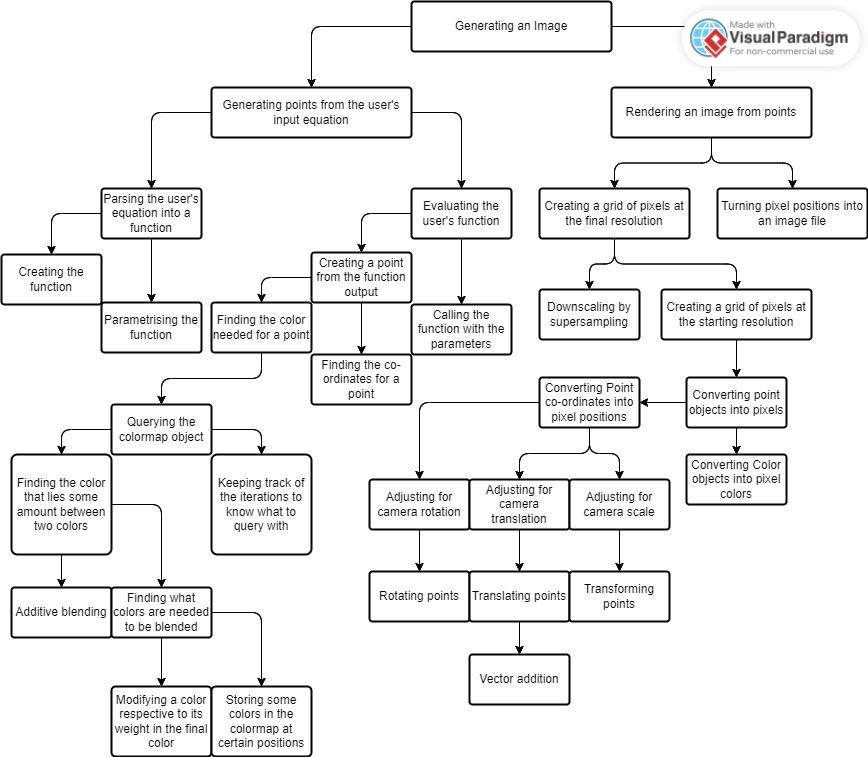 Generating an Image
Made with
VisualParadigm
For non-commercial use
Generating points from the user's
input equation
Rendering an image from points
Parsing the user's
equation into a
function
Evaluating the
user's function
Creating a grid of pixels at
the final resolution
Turning pixel positions into
an image file
Creating the
function
Creating a point
from the function
output
Parametrising the
function
Finding the color
needed for a point
Calling the
function with the
parameters
Downscaling by
supersampling
Creating a grid of pixels at
the starting resolution
Finding the co-
ordinates for a
point
Converting Point
co-ordinates into
pixel positions
Converting point
objects into pixels
Querying the
colormap object
Converting Color
objects into pixel
colors
Finding the color
that lies some
amount between
two colors
Keeping track of
the iterations to
know what to
query with
Adjusting for
camera rotation
Adjusting for
camera
translation
Adjusting for
camera scale
Additive blending
Finding what
colors are needed
to be blended
Rotating points
Translating points
Transforming
points
Vector addition
Modifying a color
respective to its
weight in the final
color
Storing some
colors in the
colormap at
certain positions